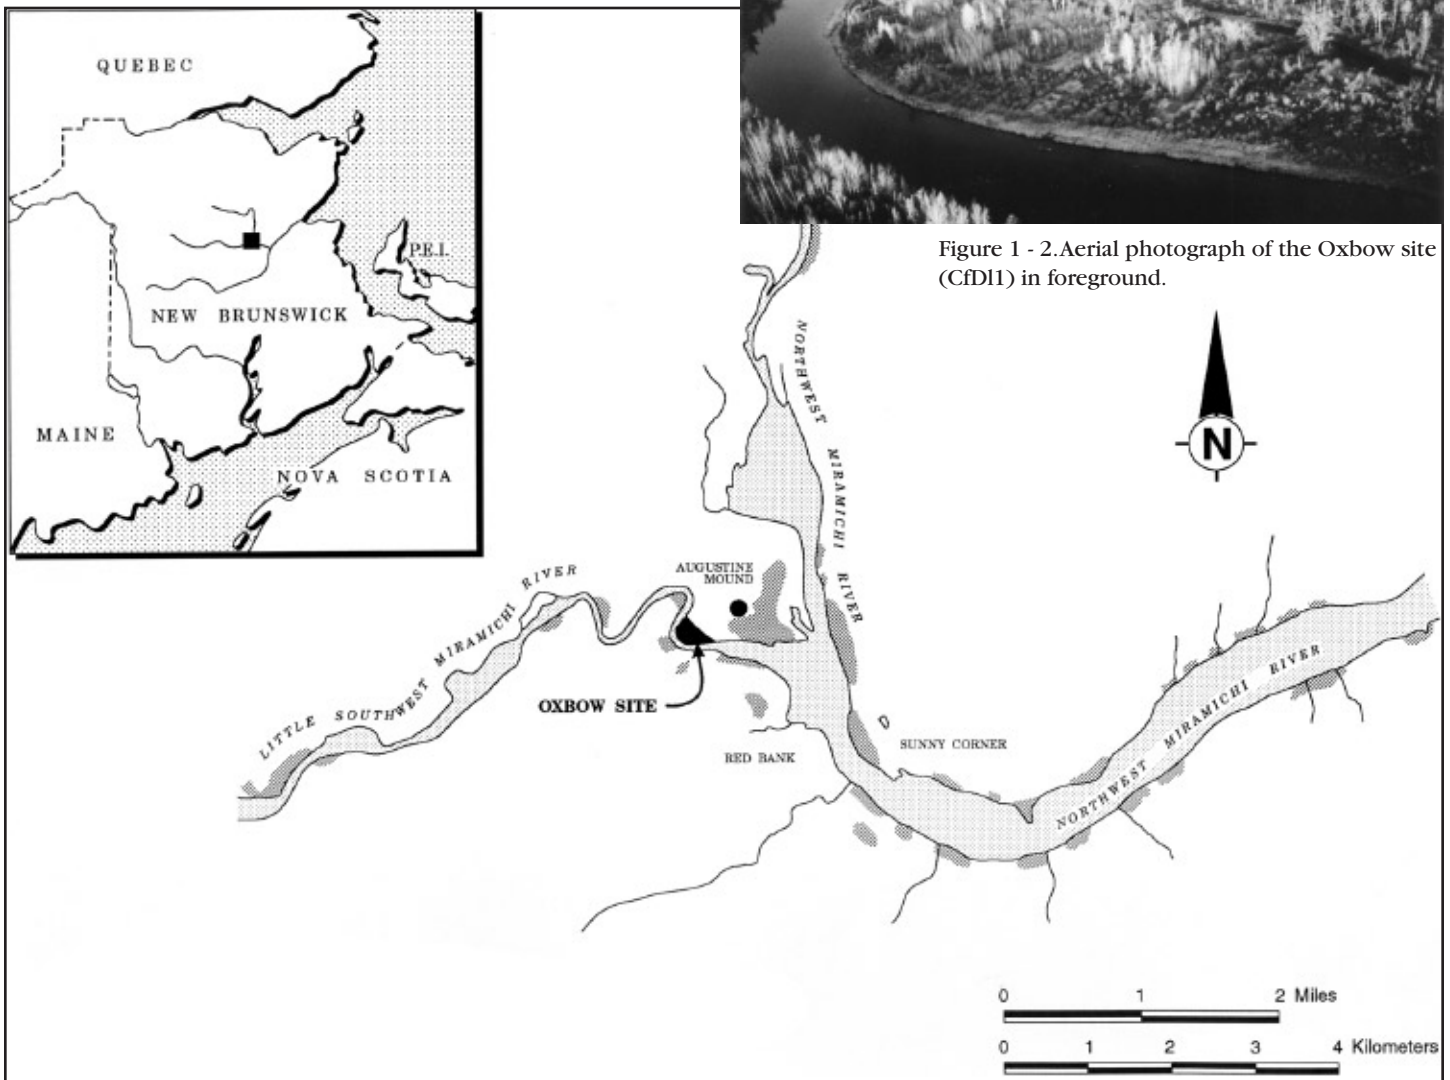 QUEBEC
P.E.I.
NEW BRUNSWICK
MAINE
NOVA SCOTIA
Figure 1 - 2. Aerial photograph of the Oxbow site
(CfDl1) in foreground.
NORTHWEST MIRAMICHI RIVER
N
AUGUSTINE
MOUND
LITTLE SOUTHWEST MIRAMICHI RIVER
OXBOW SITE
RED BANK
SUNNY CORNER
NORTHWEST MIRAMICHI RIVER
0 1 2 Miles
0 1 2 3 4 Kilometers